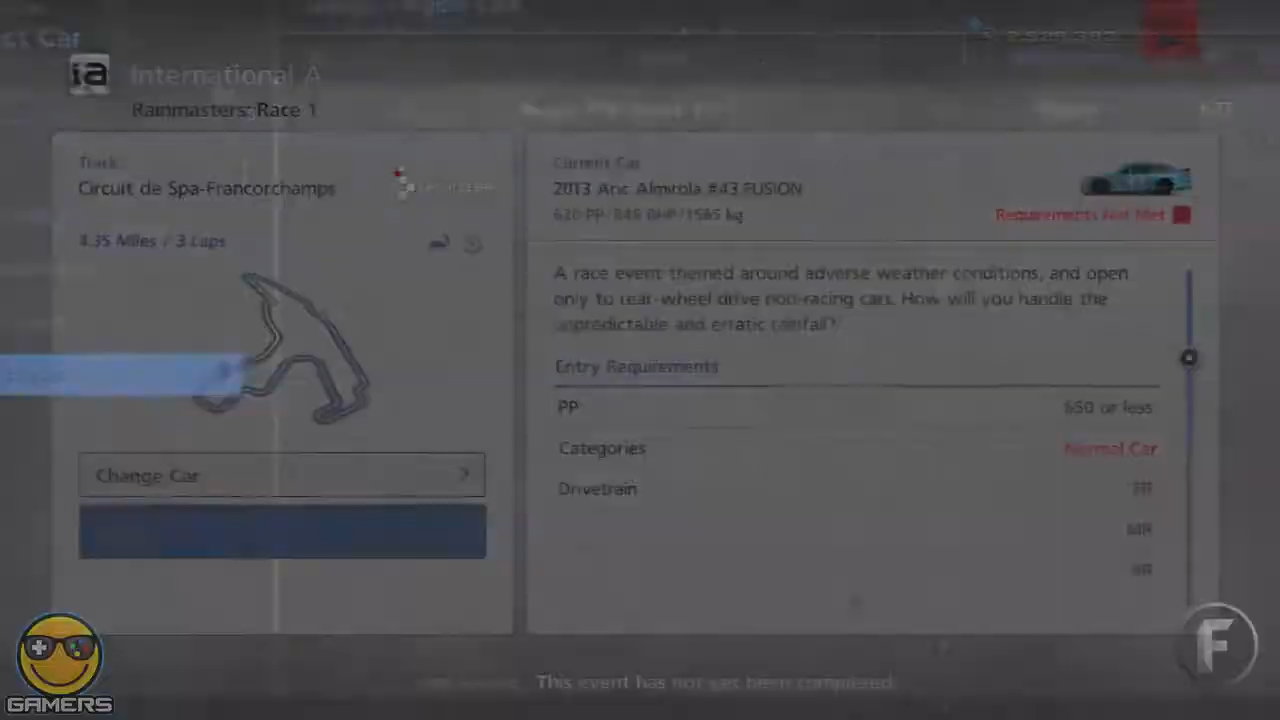 ct Car
ia
International A
Rainmasters: Race 1
Track
Circuit de Spa-Francorchamps
4.35 Miles / 3 Laps
Change Car
Current Car
2013 Aric Almirola #43 FUSION
Requirements Not Met
A race event themed around adverse weather conditions, and open
only to rear-wheel drive non-racing cars. How will you handle the
unpredictable and erratic rainfall?
Entry Requirements
PP
650 or less
Categories
Normal Car
Drivetrain
FR
MR
RR
This event has not yet been completed.
GAMERS
F